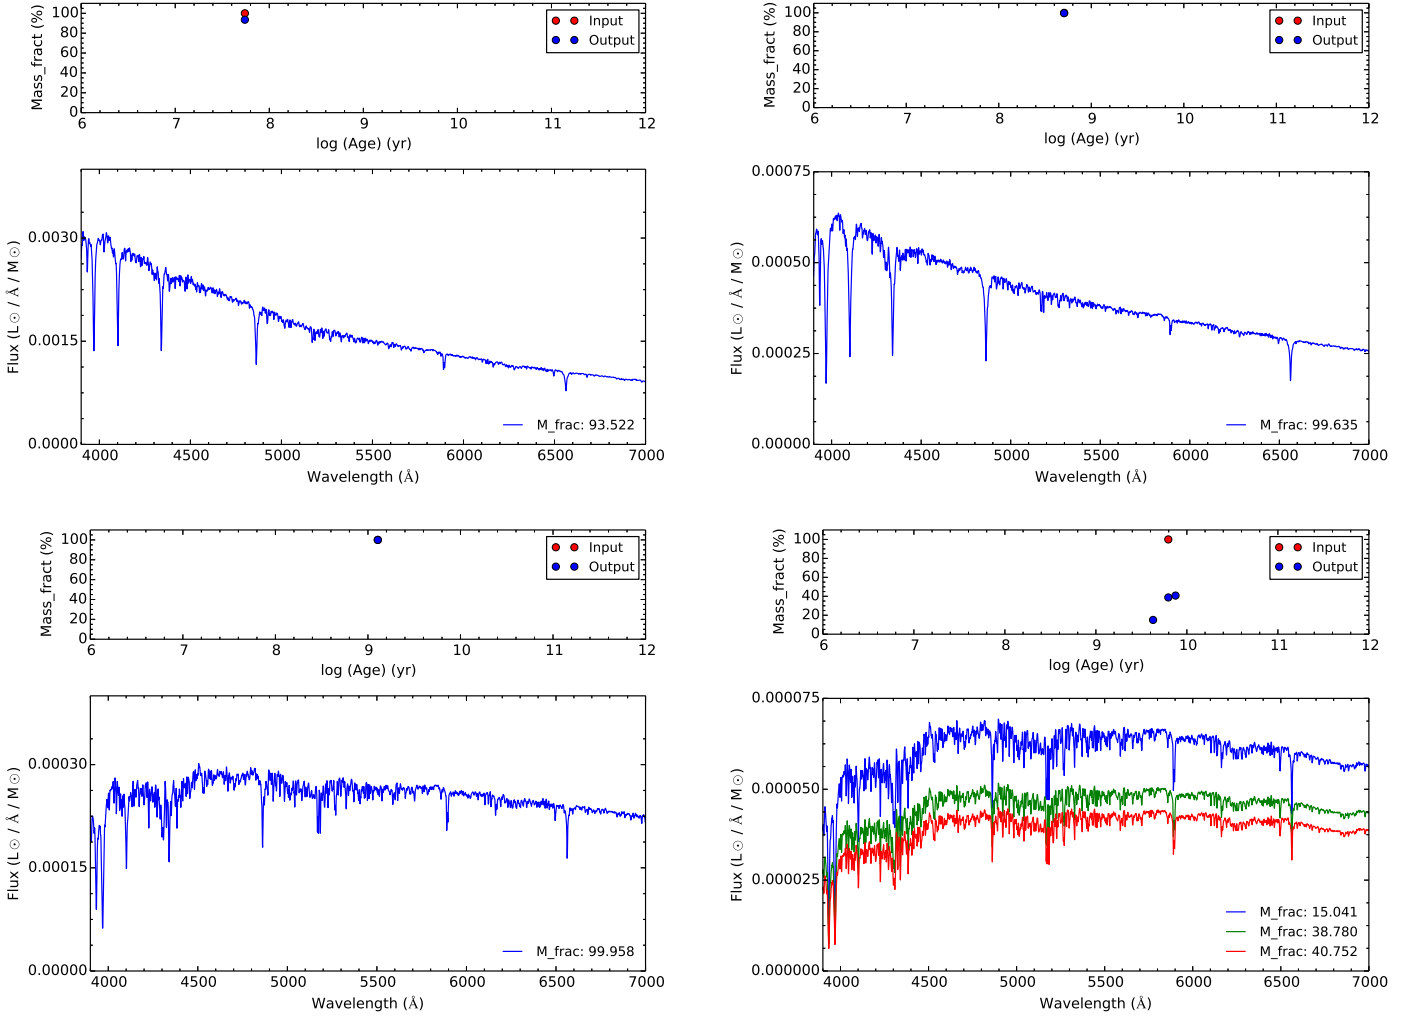 Mass_fract (%)
100
80
60
40
20
0
Input
Output
6 7 8 9 10 11 12
log (Age) (yr)
Flux (L☉ / Å / M☉)
0.0030
0.0015
0.0000
M_frac: 93.522
4000 4500 5000 5500 6000 6500 7000
Wavelength (Å)
Mass_fract (%)
100
80
60
40
20
0
Input
Output
6 7 8 9 10 11 12
log (Age) (yr)
Flux (L☉ / Å / M☉)
0.00075
0.00050
0.00025
0.00000
M_frac: 99.635
4000 4500 5000 5500 6000 6500 7000
Wavelength (Å)
Mass_fract (%)
100
80
60
40
20
0
Input
Output
6 7 8 9 10 11 12
log (Age) (yr)
Flux (L☉ / Å / M☉)
0.00030
0.00015
0.00000
M_frac: 99.958
4000 4500 5000 5500 6000 6500 7000
Wavelength (Å)
Mass_fract (%)
100
80
60
40
20
0
Input
Output
6 7 8 9 10 11 12
log (Age) (yr)
Flux (L☉ / Å / M☉)
0.000075
0.000050
0.000025
0.000000
M_frac: 15.041
M_frac: 38.780
M_frac: 40.752
4000 4500 5000 5500 6000 6500 7000
Wavelength (Å)